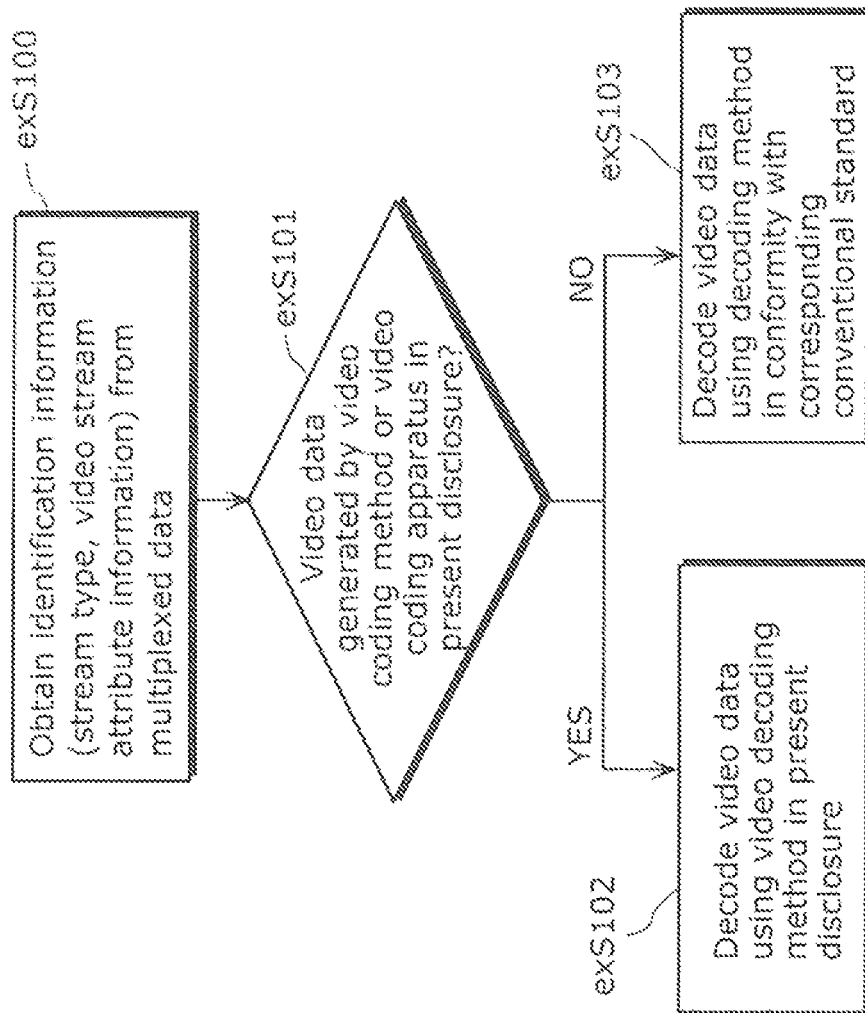 exS100
Obtain identification information
(stream type, video stream
attribute information) from
multiplexed data
exS101
Video data
generated by video
coding method or video
coding apparatus in
present disclosure?
YES
NO
exS102
Decode video data
using video decoding
method in present
disclosure
exS103
Decode video data
using decoding method
in conformity with
corresponding
conventional standard